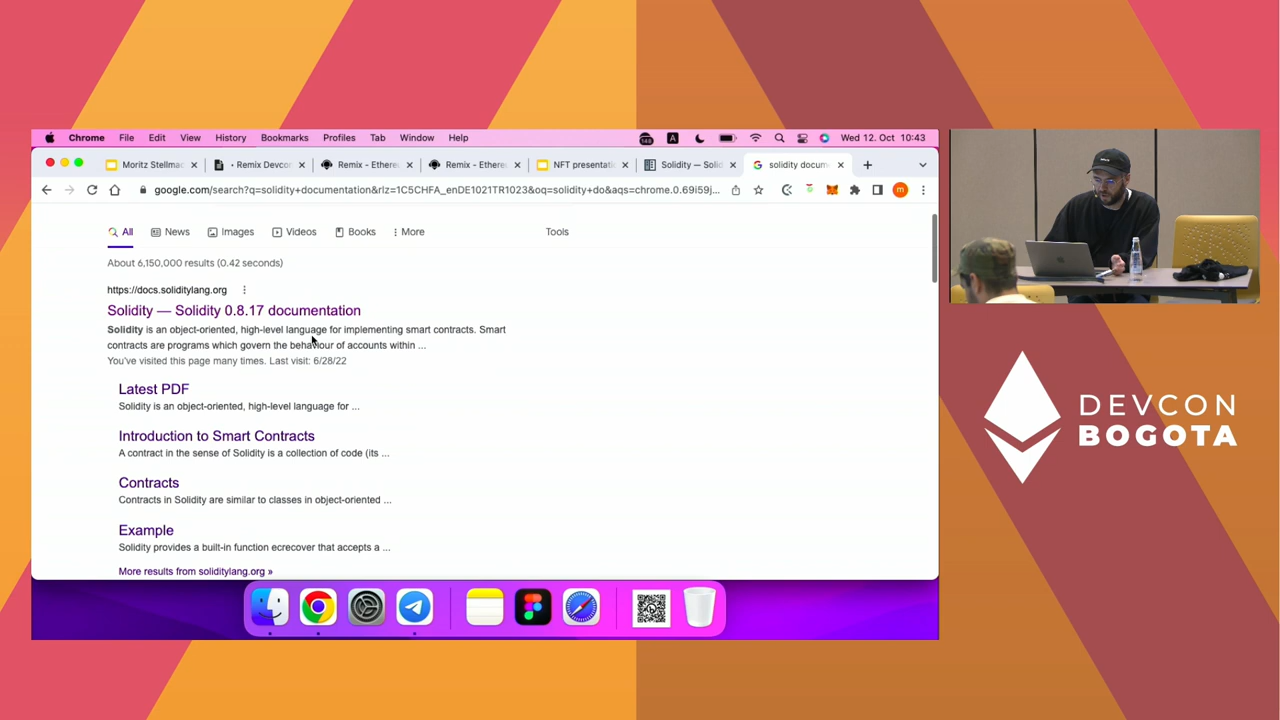 Chrome File Edit View History Bookmarks Profiles Tab Window Help A Wed 12. Oct 10:43
Moritz Stellmac Remix Devcon Remix - Ethere Remix - Ethere NFT presentati Solidity — Soli solidity docum
google.com/search?q=solidity+documentation&rlz=1C5CHFA_enDE1021TR1023&oq=solidity+do&aqs=chrome.0.69i59j... m
All News Images Videos Books More Tools
About 6,150,000 results (0.42 seconds)
https://docs.soliditylang.org
Solidity — Solidity 0.8.17 documentation
Solidity is an object-oriented, high-level language for implementing smart contracts. Smart
contracts are programs which govern the behaviour of accounts within ...
You've visited this page many times. Last visit: 6/28/22
Latest PDF
Solidity is an object-oriented, high-level language for ...
Introduction to Smart Contracts
A contract in the sense of Solidity is a collection of code (its ...
Contracts
Contracts in Solidity are similar to classes in object-oriented ...
Example
Solidity provides a built-in function ecrecover that accepts a ...
More results from soliditylang.org »
DEVCON
BOGOTA